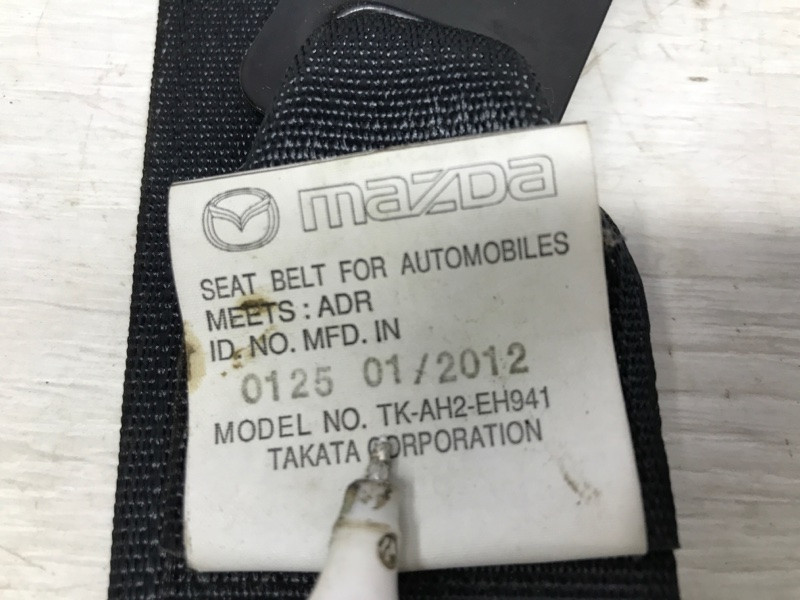 mazda
SEAT BELT FOR AUTOMOBILES
MEETS : ADR
ID. NO. MFD. IN
0125 01/2012
MODEL NO. TK-AH2-EH941
TAKATA CORPORATION